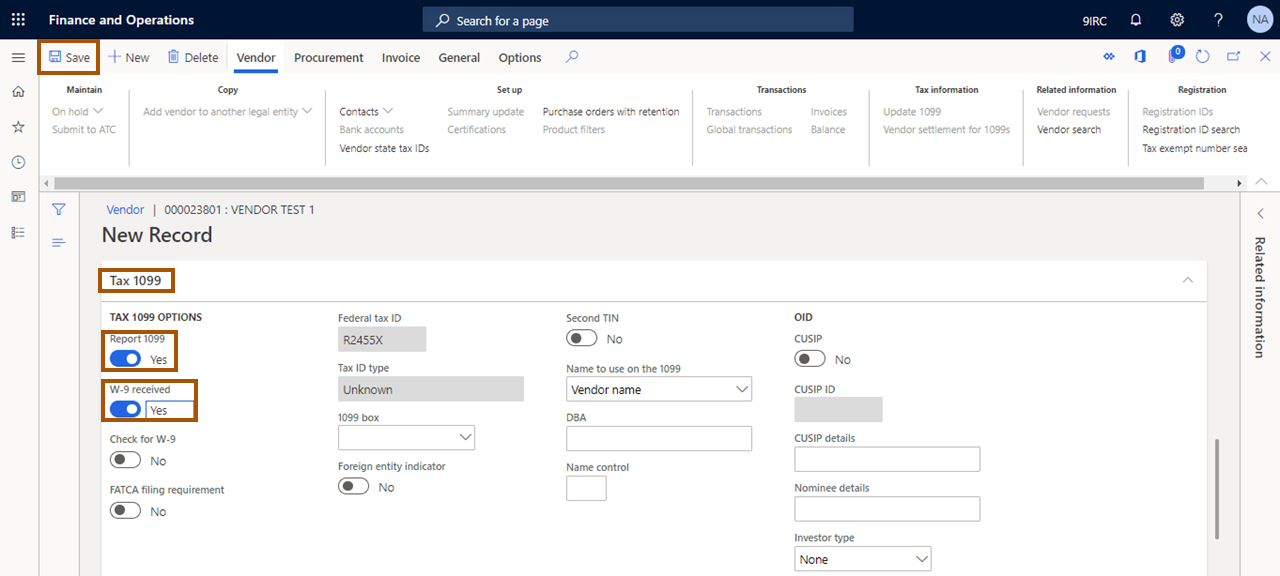 Finance and Operations
Search for a page
9IRC
?
NA
Save
New
Delete
Vendor
Procurement
Invoice
General
Options
0
Maintain
On hold
Submit to ATC
Copy
Add vendor to another legal entity
Set up
Contacts
Bank accounts
Vendor state tax IDs
Summary update
Certifications
Purchase orders with retention
Product filters
Transactions
Transactions
Global transactions
Invoices
Balance
Tax information
Update 1099
Vendor settlement for 1099s
Related information
Vendor requests
Vendor search
Registration
Registration IDs
Registration ID search
Tax exempt number sea
Vendor | 000023801 : VENDOR TEST 1
New Record
Related information
Tax 1099
TAX 1099 OPTIONS
Report 1099
Yes
W-9 received
Yes
Check for W-9
No
FATCA filing requirement
No
Federal tax ID
R2455X
Tax ID type
Unknown
1099 box
Foreign entity indicator
No
Second TIN
No
Name to use on the 1099
Vendor name
DBA
Name control
OID
CUSIP
No
CUSIP ID
CUSIP details
Nominee details
Investor type
None